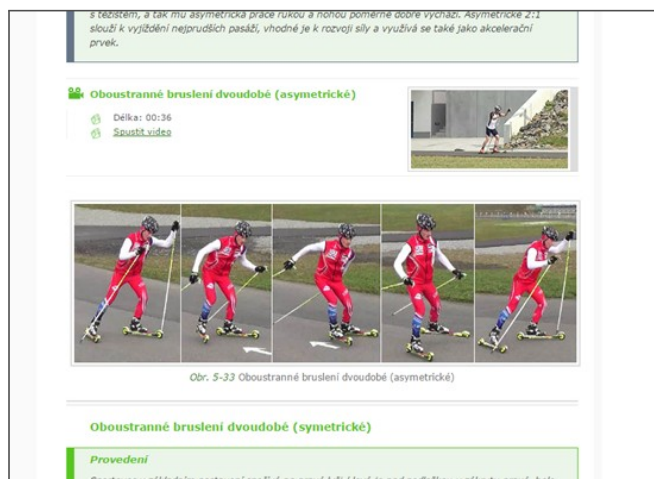 s těžištěm, a tak mu asymetrická práce rukou a nohou poměrně dobře vychází. Asymetrické 2:1
slouží k vyjíždění nejprudších pasáží, vhodné je k rozvoji síly a využívá se také jako akcelerační
prvek.
Oboustranné bruslení dvoudobé (asymetrické)
Délka: 00:36
Spustit video
Obr. 5-33 Oboustranné bruslení dvoudobé (asymetrické)
Oboustranné bruslení dvoudobé (symetrické)
Provedení